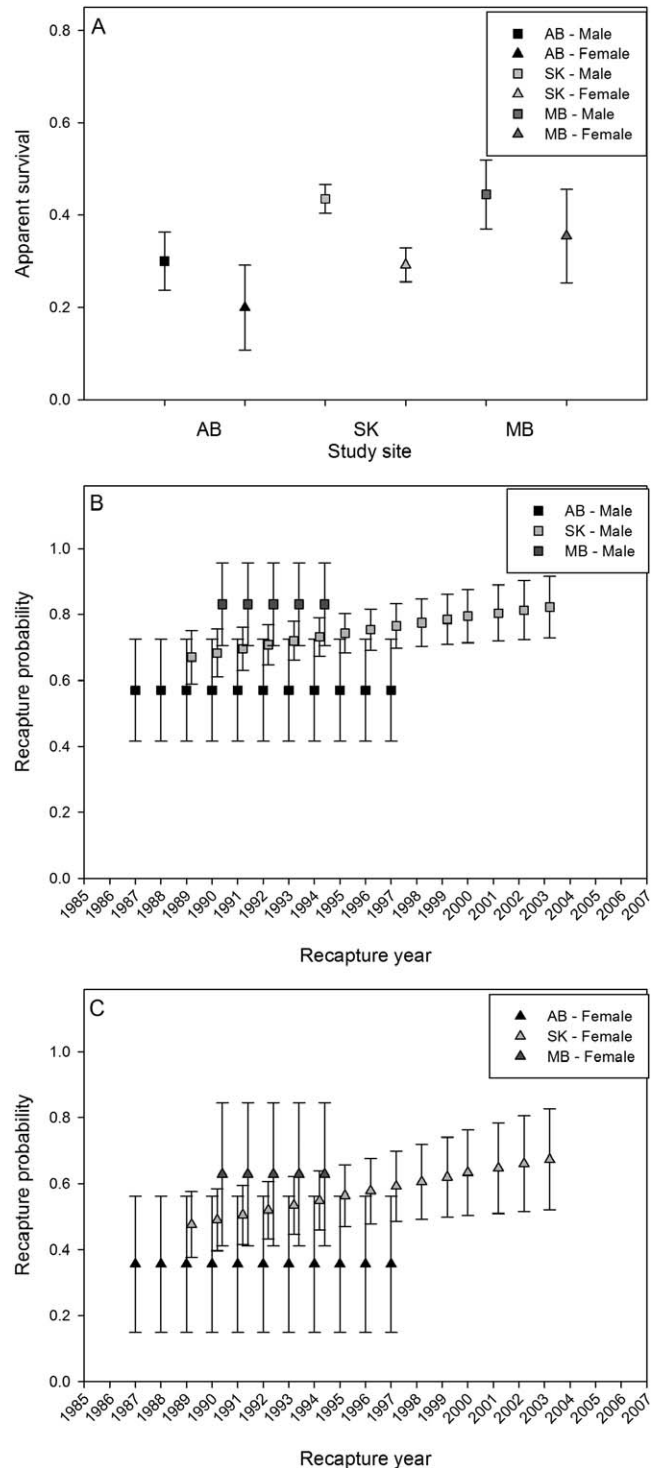 A
AB - Male
AB - Female
SK - Male
SK - Female
MB - Male
MB - Female
0.8
0.6
0.4
0.2
0.0
Apparent survival
AB SK MB
Study site
B
AB - Male
SK - Male
MB - Male
1.0
0.8
0.6
0.4
0.2
0.0
Recapture probability
1985 1986 1987 1988 1989 1990 1991 1992 1993 1994 1995 1996 1997 1998 1999 2000 2001 2002 2003 2004 2005 2006 2007
Recapture year
C
AB - Female
SK - Female
MB - Female
1.0
0.8
0.6
0.4
0.2
0.0
Recapture probability
1985 1986 1987 1988 1989 1990 1991 1992 1993 1994 1995 1996 1997 1998 1999 2000 2001 2002 2003 2004 2005 2006 2007
Recapture year